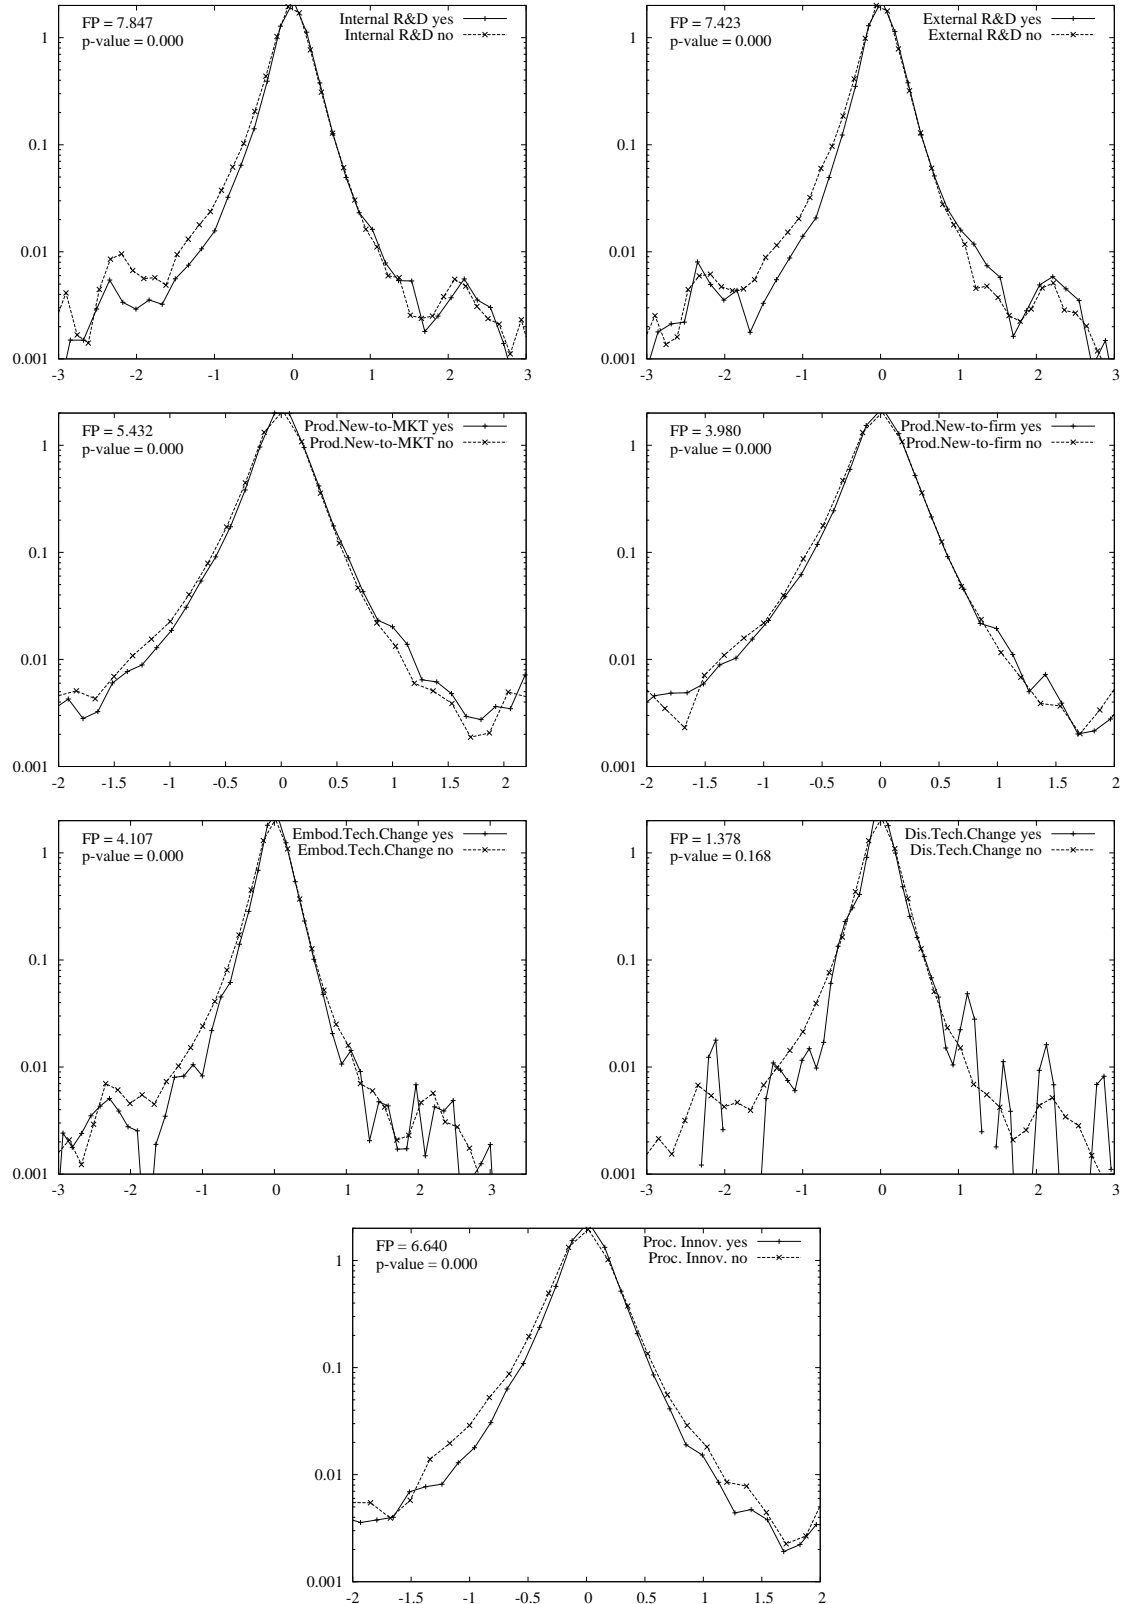 FP = 7.847
p-value = 0.000
Internal R&D yes
Internal R&D no
1
0.1
0.01
0.001
-3 -2 -1 0 1 2 3
FP = 7.423
p-value = 0.000
External R&D yes
External R&D no
1
0.1
0.01
0.001
-3 -2 -1 0 1 2 3
FP = 5.432
p-value = 0.000
Prod.New-to-MKT yes
Prod.New-to-MKT no
1
0.1
0.01
0.001
-2 -1.5 -1 -0.5 0 0.5 1 1.5 2
FP = 3.980
p-value = 0.000
Prod.New-to-firm yes
Prod.New-to-firm no
1
0.1
0.01
0.001
-2 -1.5 -1 -0.5 0 0.5 1 1.5 2
FP = 4.107
p-value = 0.000
Embod.Tech.Change yes
Embod.Tech.Change no
1
0.1
0.01
0.001
-3 -2 -1 0 1 2 3
FP = 1.378
p-value = 0.168
Dis.Tech.Change yes
Dis.Tech.Change no
1
0.1
0.01
0.001
-3 -2 -1 0 1 2 3
FP = 6.640
p-value = 0.000
Proc. Innov. yes
Proc. Innov. no
1
0.1
0.01
0.001
-2 -1.5 -1 -0.5 0 0.5 1 1.5 2